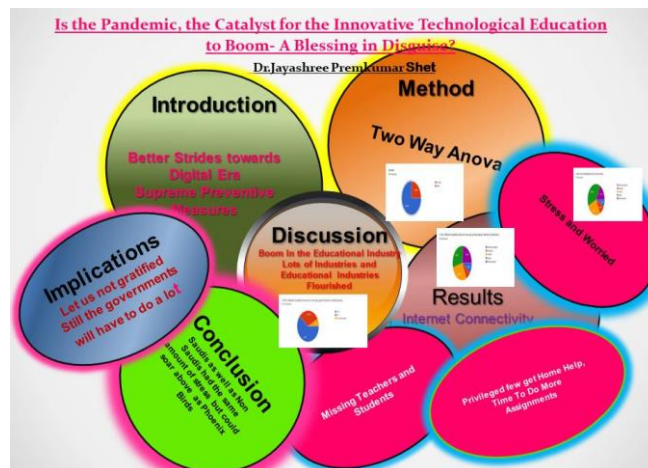 Is the Pandemic, the Catalyst for the Innovative Technological Education
to Boom- A Blessing in Disguise?
Dr.Jayashree Premkumar Shet
Introduction
Better Strides towards
Digital Era
Supreme Preventive
Measures
Method
Two Way Anova
Stress and Worried
Discussion
Boom In the Educational Industry
Lots of Industries and
Educational Industries
Flourished
Results
Internet Connectivity
Implications
Let us not gratified
Still the governments
will have to do a lot
Conclusion
Saudis as well as Non
Saudis had the same
amount of stress but could
soar above as Phoenix
Birds
Missing Teachers and
Students
Privileged few get Home Help,
Time To Do More
Assignments